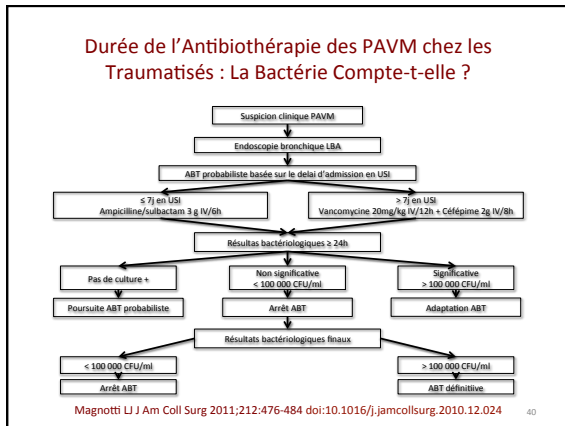 Durée de l'Antibiothérapie des PAVM chez les
Traumatisés : La Bactérie Compte-t-elle ?
Suspicion clinique PAVM
Endoscopie bronchique LBA
ABT probabiliste basée sur le delai d'admission en USI
≤ 7j en USI
Ampicilline/sulbactam 3 g IV/6h
> 7j en USI
Vancomycine 20mg/kg IV/12h + Céfépime 2g IV/8h
Résultas bactériologiques ≥ 24h
Pas de culture +
Non significative
< 100 000 CFU/ml
Significative
> 100 000 CFU/ml
Poursuite ABT probabiliste
Arrêt ABT
Adaptation ABT
Résultats bactériologiques finaux
< 100 000 CFU/ml
> 100 000 CFU/ml
Arrêt ABT
ABT définitiive
Magnotti LJ J Am Coll Surg 2011;212:476-484 doi:10.1016/j.jamcollsurg.2010.12.024
40